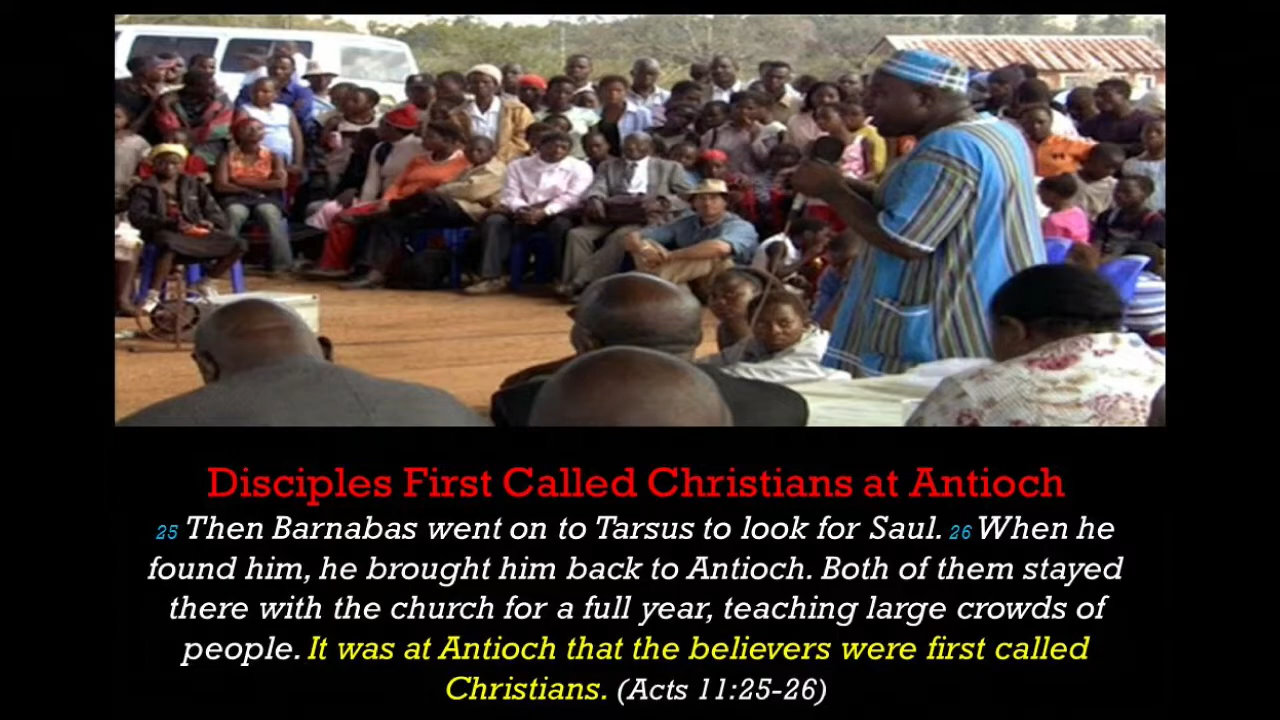 Disciples First Called Christians at Antioch
25 Then Barnabas went on to Tarsus to look for Saul. 26 When he
found him, he brought him back to Antioch. Both of them stayed
there with the church for a full year, teaching large crowds of
people. It was at Antioch that the believers were first called
Christians. (Acts 11:25-26)